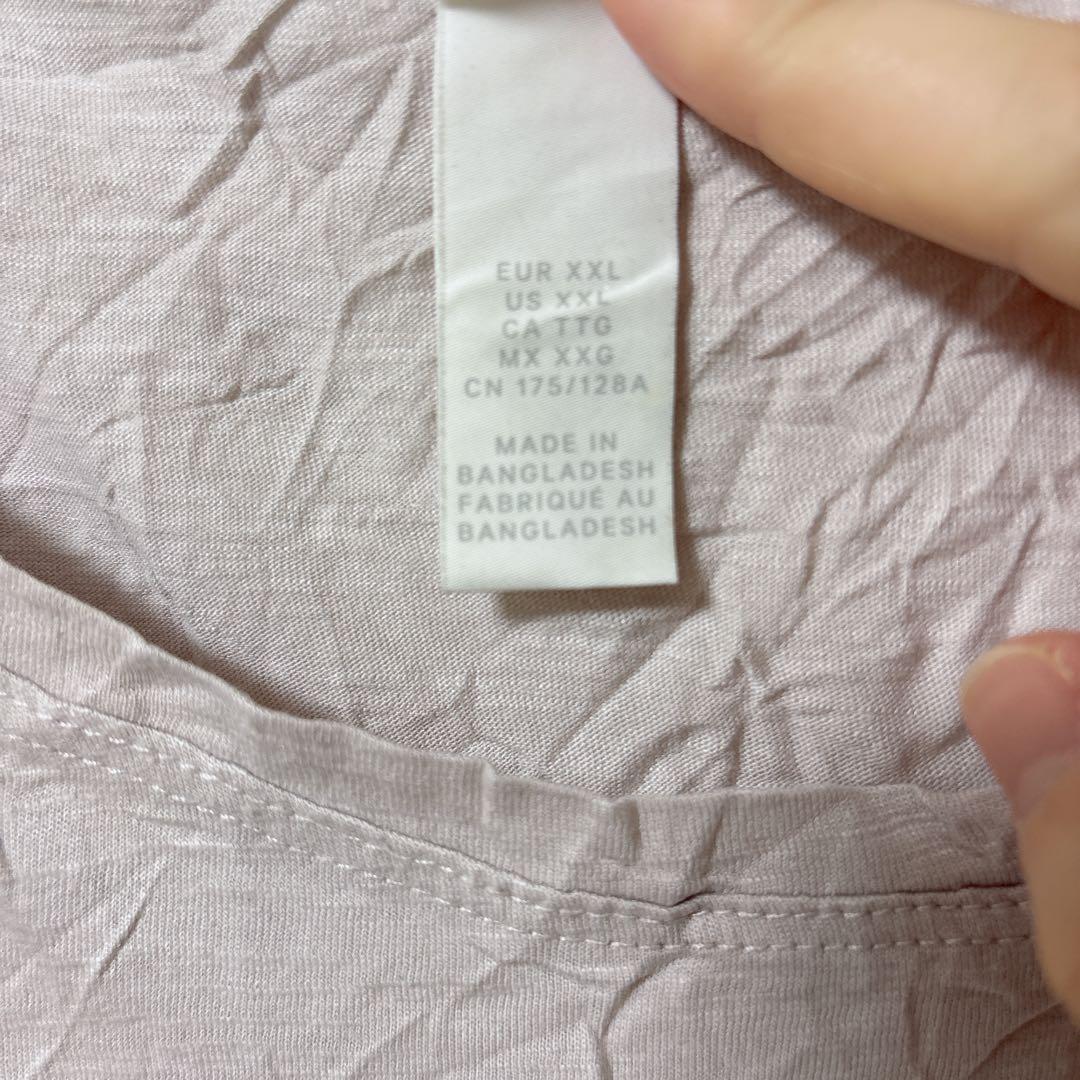 EUR XXL
US XXL
CA TTG
MX XXG
CN 175/128A
MADE IN
BANGLADESH
FABRIQUÉ AU
BANGLADESH